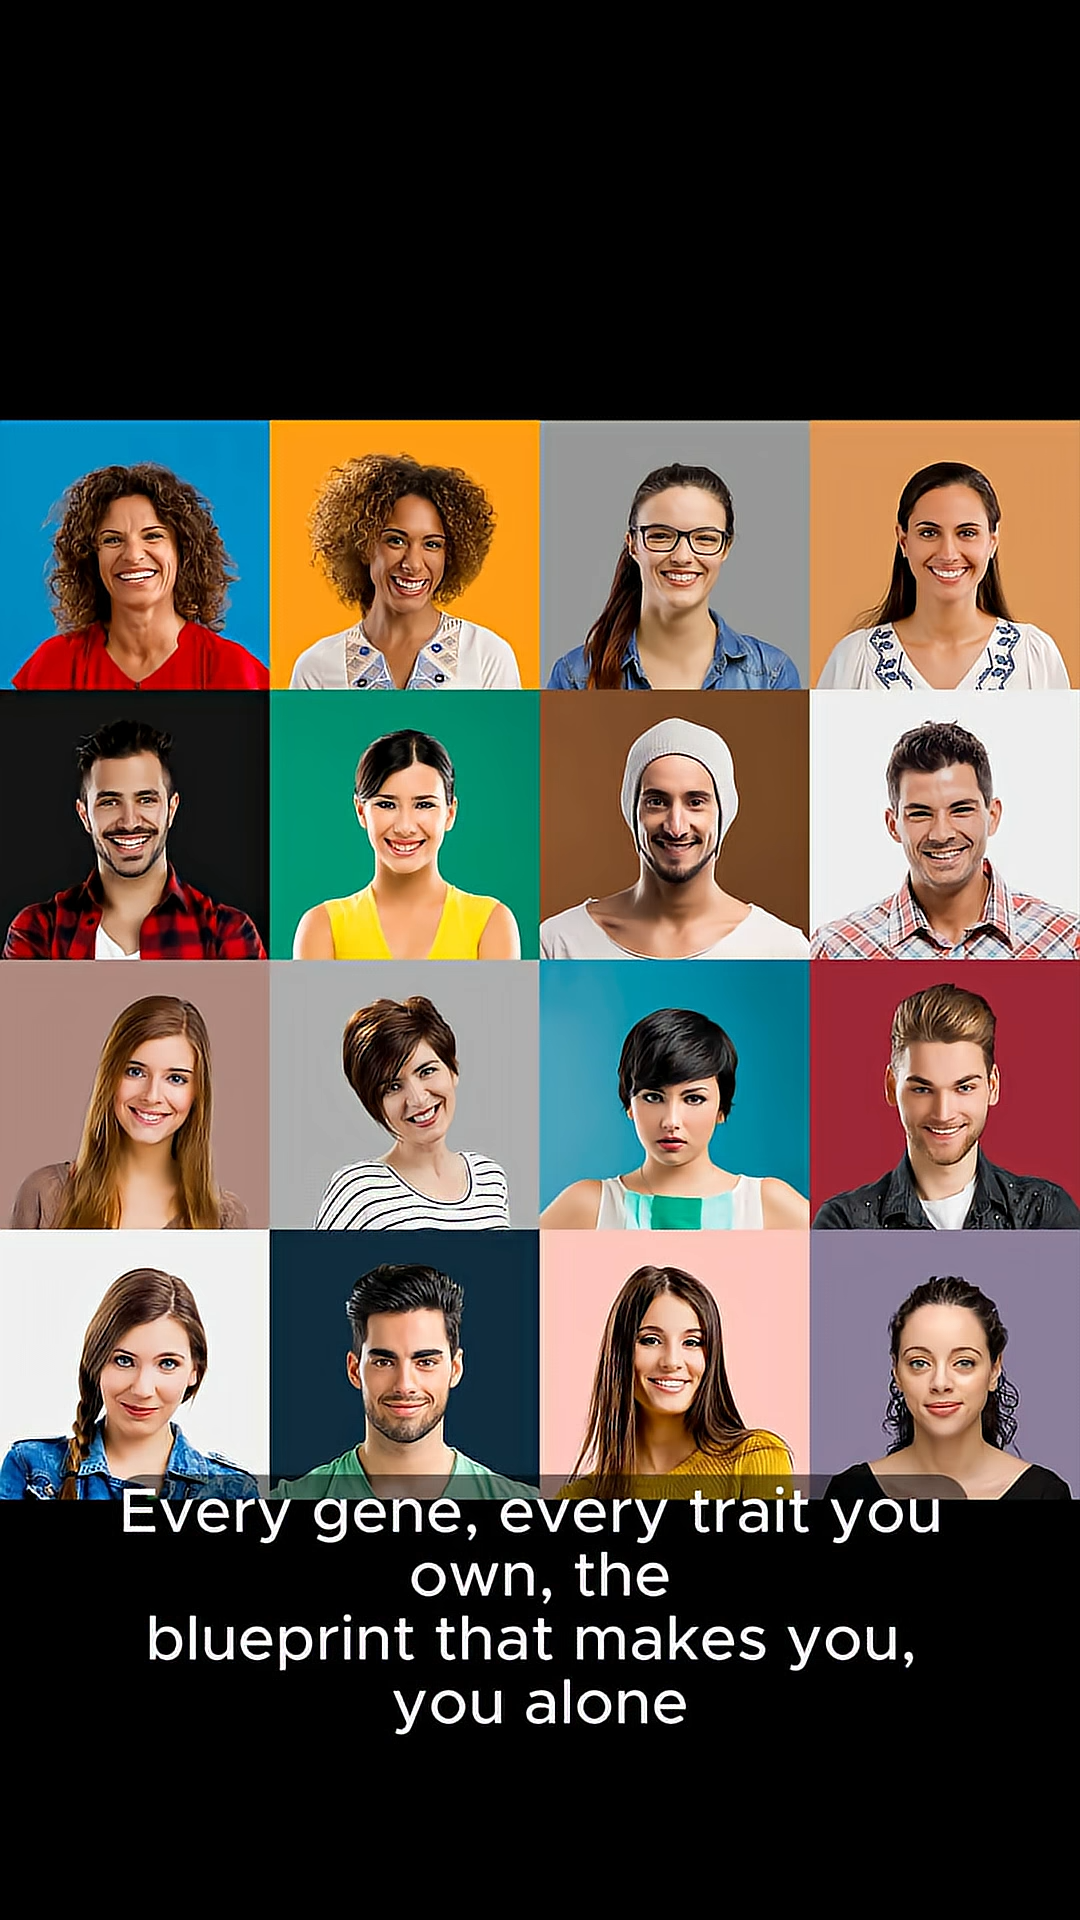 Every gene, every trait you
own, the
blueprint that makes you,
you alone